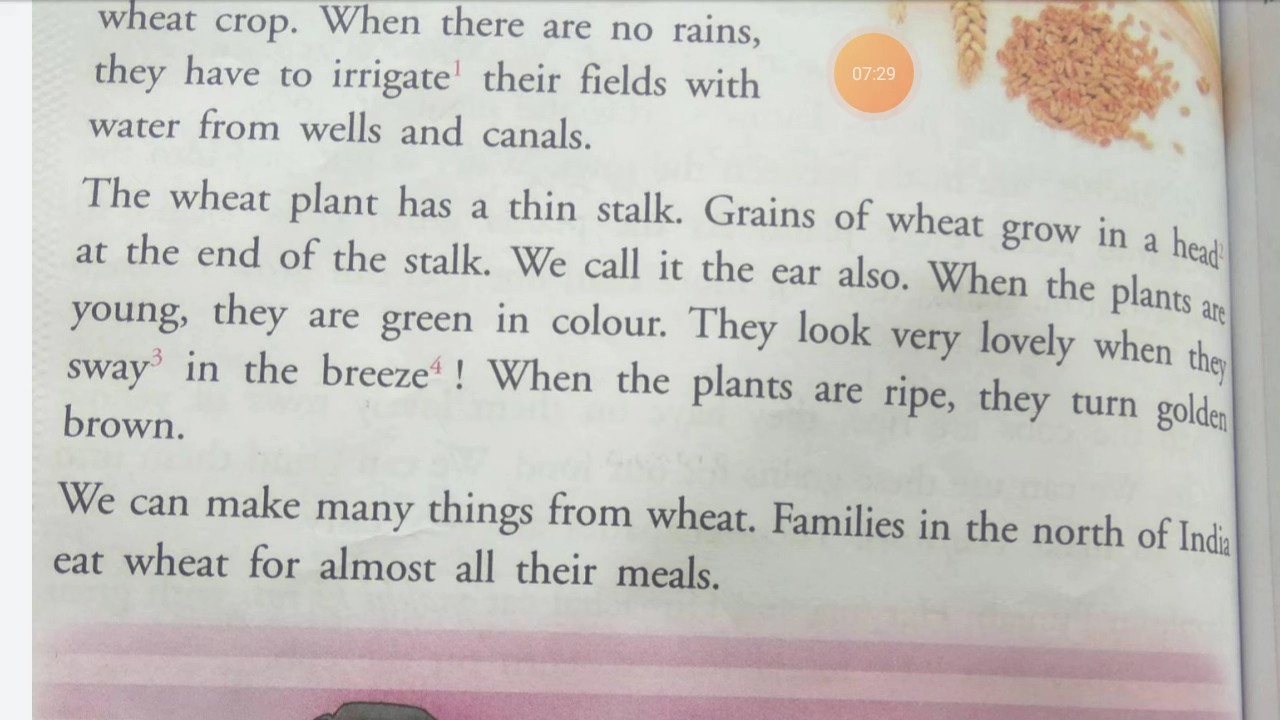 wheat crop. When there are no rains,
they have to irrigate¹ their fields with
water from wells and canals.
The wheat plant has a thin stalk. Grains of wheat grow in a head²
at the end of the stalk. We call it the ear also. When the plants are
young, they are green in colour. They look very lovely when they
sway³ in the breeze⁴ ! When the plants are ripe, they turn golden
brown.
We can make many things from wheat. Families in the north of India
eat wheat for almost all their meals.
07:29